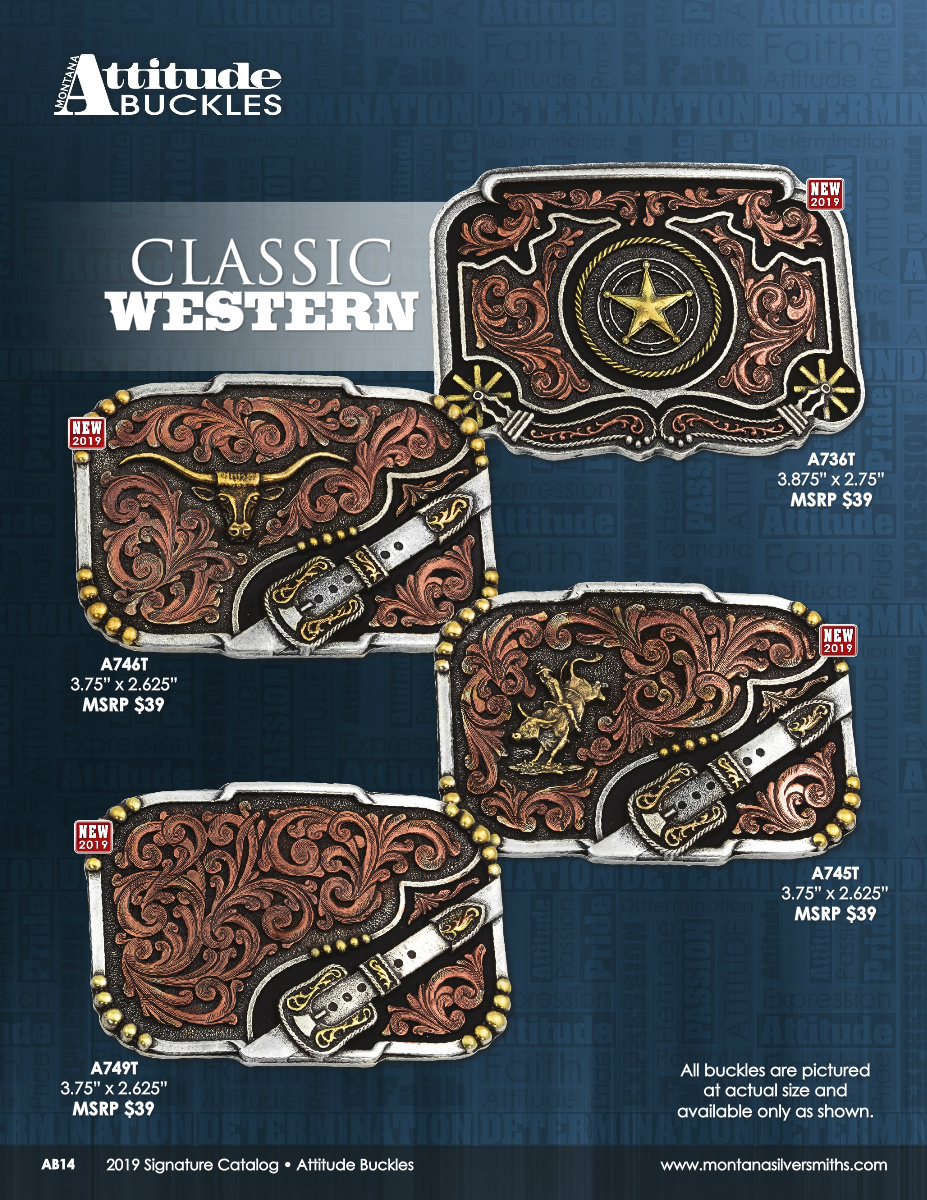 MONTANA
Attitude
BUCKLES
CLASSIC
WESTERN
NEW
2019
A736T
3.875” x 2.75”
MSRP $39
NEW
2019
A746T
3.75” x 2.625”
MSRP $39
NEW
2019
A745T
3.75” x 2.625”
MSRP $39
NEW
2019
A749T
3.75” x 2.625”
MSRP $39
All buckles are pictured
at actual size and
available only as shown.
AB14 2019 Signature Catalog • Attitude Buckles www.montanasilversmiths.com